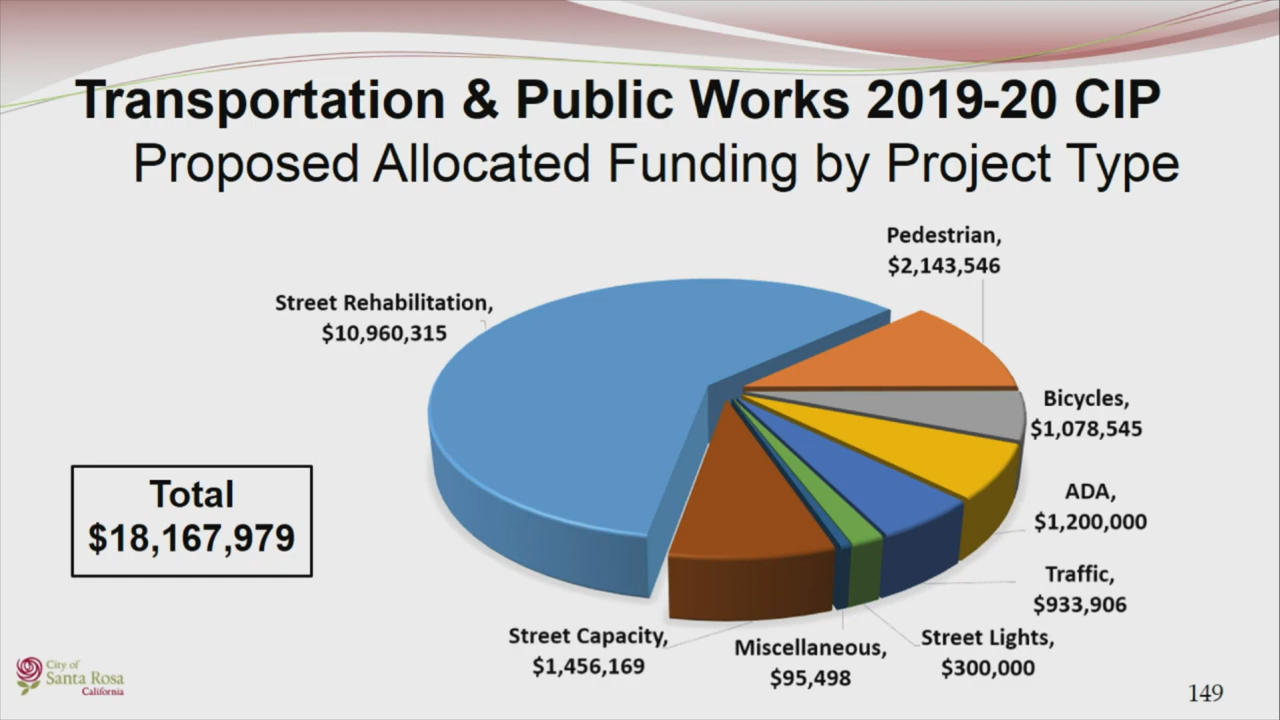 Transportation & Public Works 2019-20 CIP
Proposed Allocated Funding by Project Type
Pedestrian,
$2,143,546
Street Rehabilitation,
$10,960,315
Bicycles,
$1,078,545
Total
$18,167,979
ADA,
$1,200,000
Traffic,
$933,906
Street Capacity,
$1,456,169
Miscellaneous,
$95,498
Street Lights,
$300,000
City of
Santa Rosa
California
149